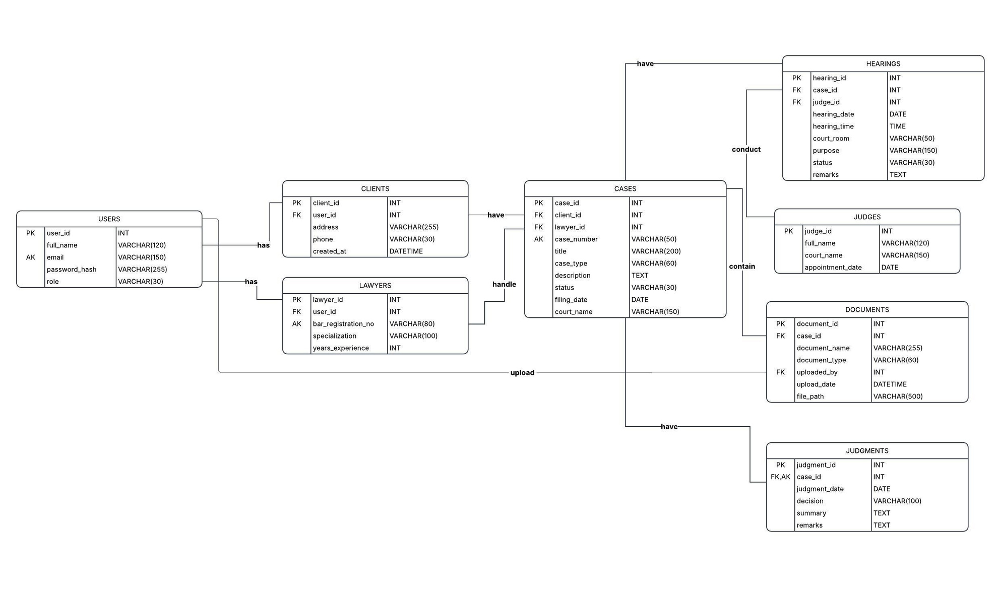 USERS
PK user_id INT
full_name VARCHAR(120)
AK email VARCHAR(150)
password_hash VARCHAR(255)
role VARCHAR(30)
has
has
CLIENTS
PK client_id INT
FK user_id INT
address VARCHAR(255)
phone VARCHAR(30)
created_at DATETIME
LAWYERS
PK lawyer_id INT
FK user_id INT
AK bar_registration_no VARCHAR(80)
specialization VARCHAR(100)
years_experience INT
have
handle
upload
CASES
PK case_id INT
FK client_id INT
FK lawyer_id INT
AK case_number VARCHAR(50)
title VARCHAR(200)
case_type VARCHAR(60)
description TEXT
status VARCHAR(30)
filing_date DATE
court_name VARCHAR(150)
have
conduct
contain
have
HEARINGS
PK hearing_id INT
FK case_id INT
FK judge_id INT
hearing_date DATE
hearing_time TIME
court_room VARCHAR(50)
purpose VARCHAR(150)
status VARCHAR(30)
remarks TEXT
JUDGES
PK judge_id INT
full_name VARCHAR(120)
court_name VARCHAR(150)
appointment_date DATE
DOCUMENTS
PK document_id INT
FK case_id INT
document_name VARCHAR(255)
document_type VARCHAR(60)
FK uploaded_by INT
upload_date DATETIME
file_path VARCHAR(500)
JUDGMENTS
PK judgment_id INT
FK,AK case_id INT
judgment_date DATE
decision VARCHAR(100)
summary TEXT
remarks TEXT